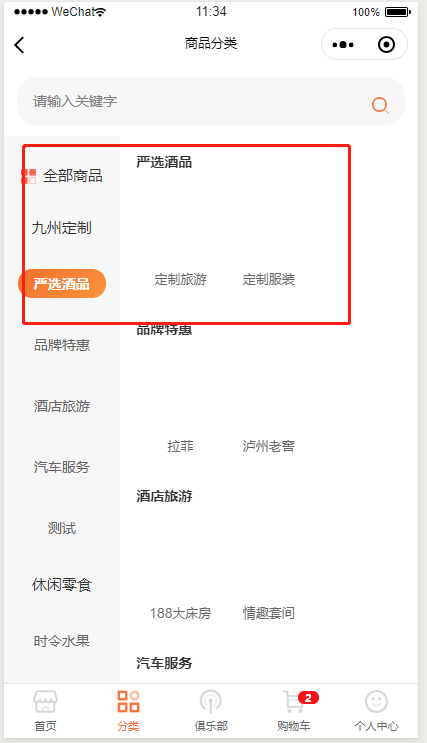 WeChat 11:34 100%
商品分类
请输入关键字
全部商品
九州定制
严选酒品
品牌特惠
酒店旅游
汽车服务
测试
休闲零食
时令水果
严选酒品
定制旅游 定制服装
品牌特惠
拉菲 泸州老窖
酒店旅游
188大床房 情趣套间
汽车服务
2
首页 分类 俱乐部 购物车 个人中心